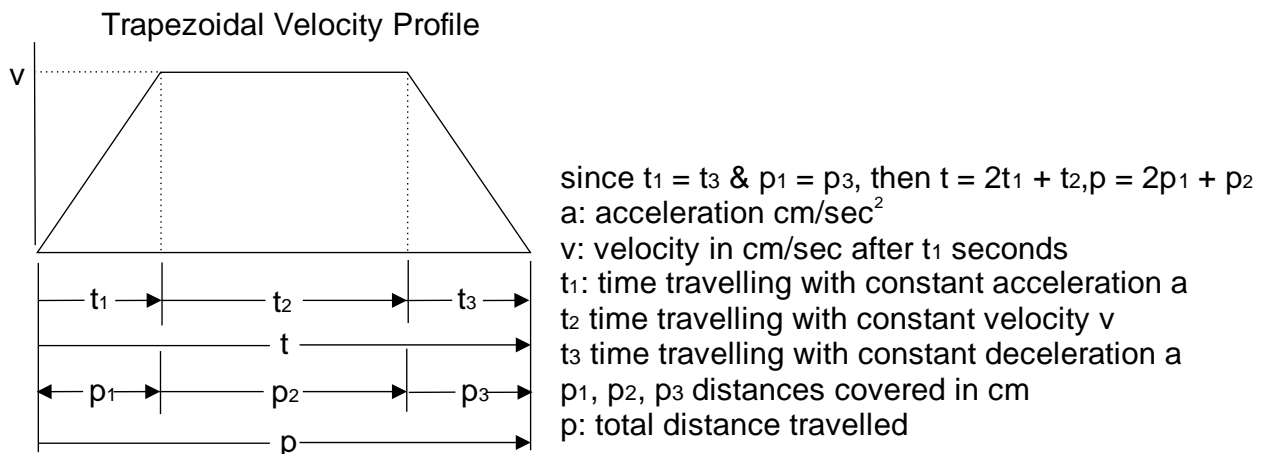 Trapezoidal Velocity Profile
v
since t₁ = t₃ & p₁ = p₃, then t = 2t₁ + t₂,p = 2p₁ + p₂
a: acceleration cm/sec²
v: velocity in cm/sec after t₁ seconds
t₁: time travelling with constant acceleration a
t₂ time travelling with constant velocity v
t₃ time travelling with constant deceleration a
p₁, p₂, p₃ distances covered in cm
p: total distance travelled
t₁ t₂ t₃
t
p₁ p₂ p₃
p